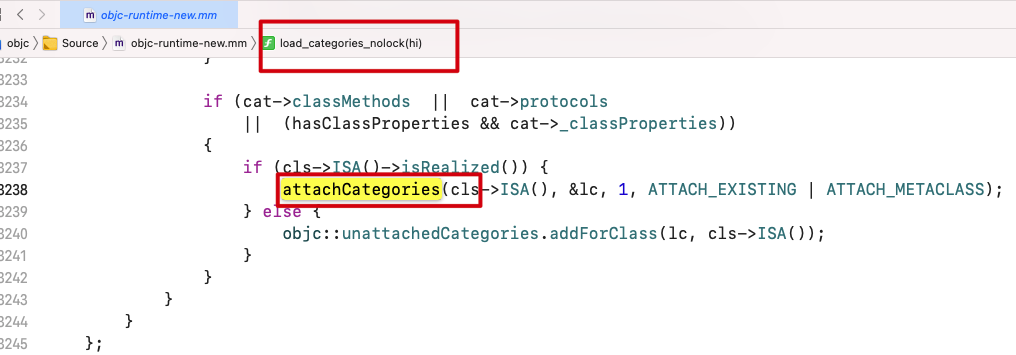 objc-runtime-new.mm
objc Source objc-runtime-new.mm load_categories_nolock(hi)
3232 }
3233
3234 if (cat->classMethods || cat->protocols
3235 || (hasClassProperties && cat->_classProperties))
3236 {
3237 if (cls->ISA()->isRealized()) {
3238 attachCategories(cls->ISA(), &lc, 1, ATTACH_EXISTING | ATTACH_METACLASS);
3239 } else {
3240 objc::unattachedCategories.addForClass(lc, cls->ISA());
3241 }
3242 }
3243 }
3244 }
3245 };